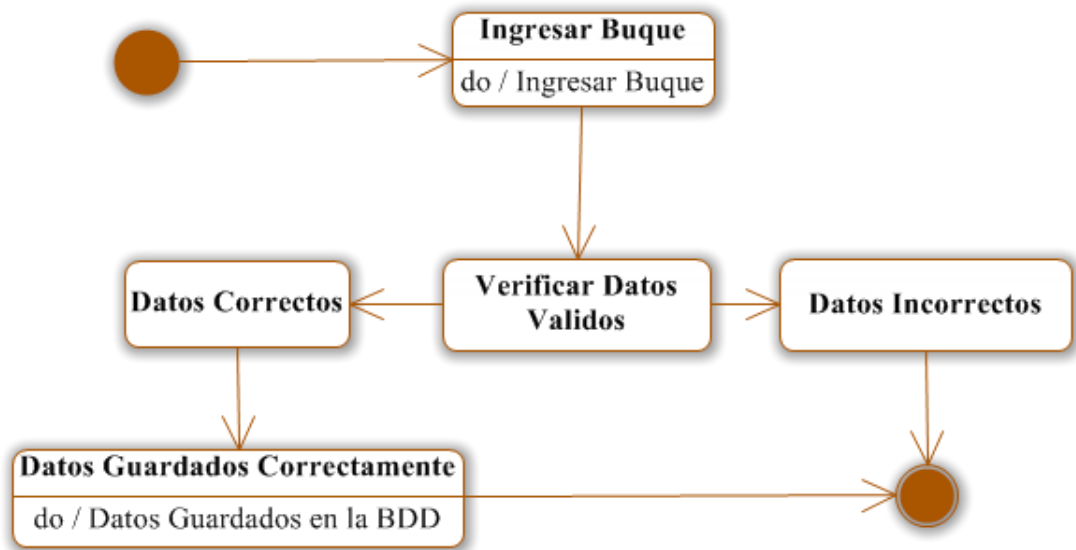 Ingresar Buque
do / Ingresar Buque
Datos Correctos
Verificar Datos
Validos
Datos Incorrectos
Datos Guardados Correctamente
do / Datos Guardados en la BDD